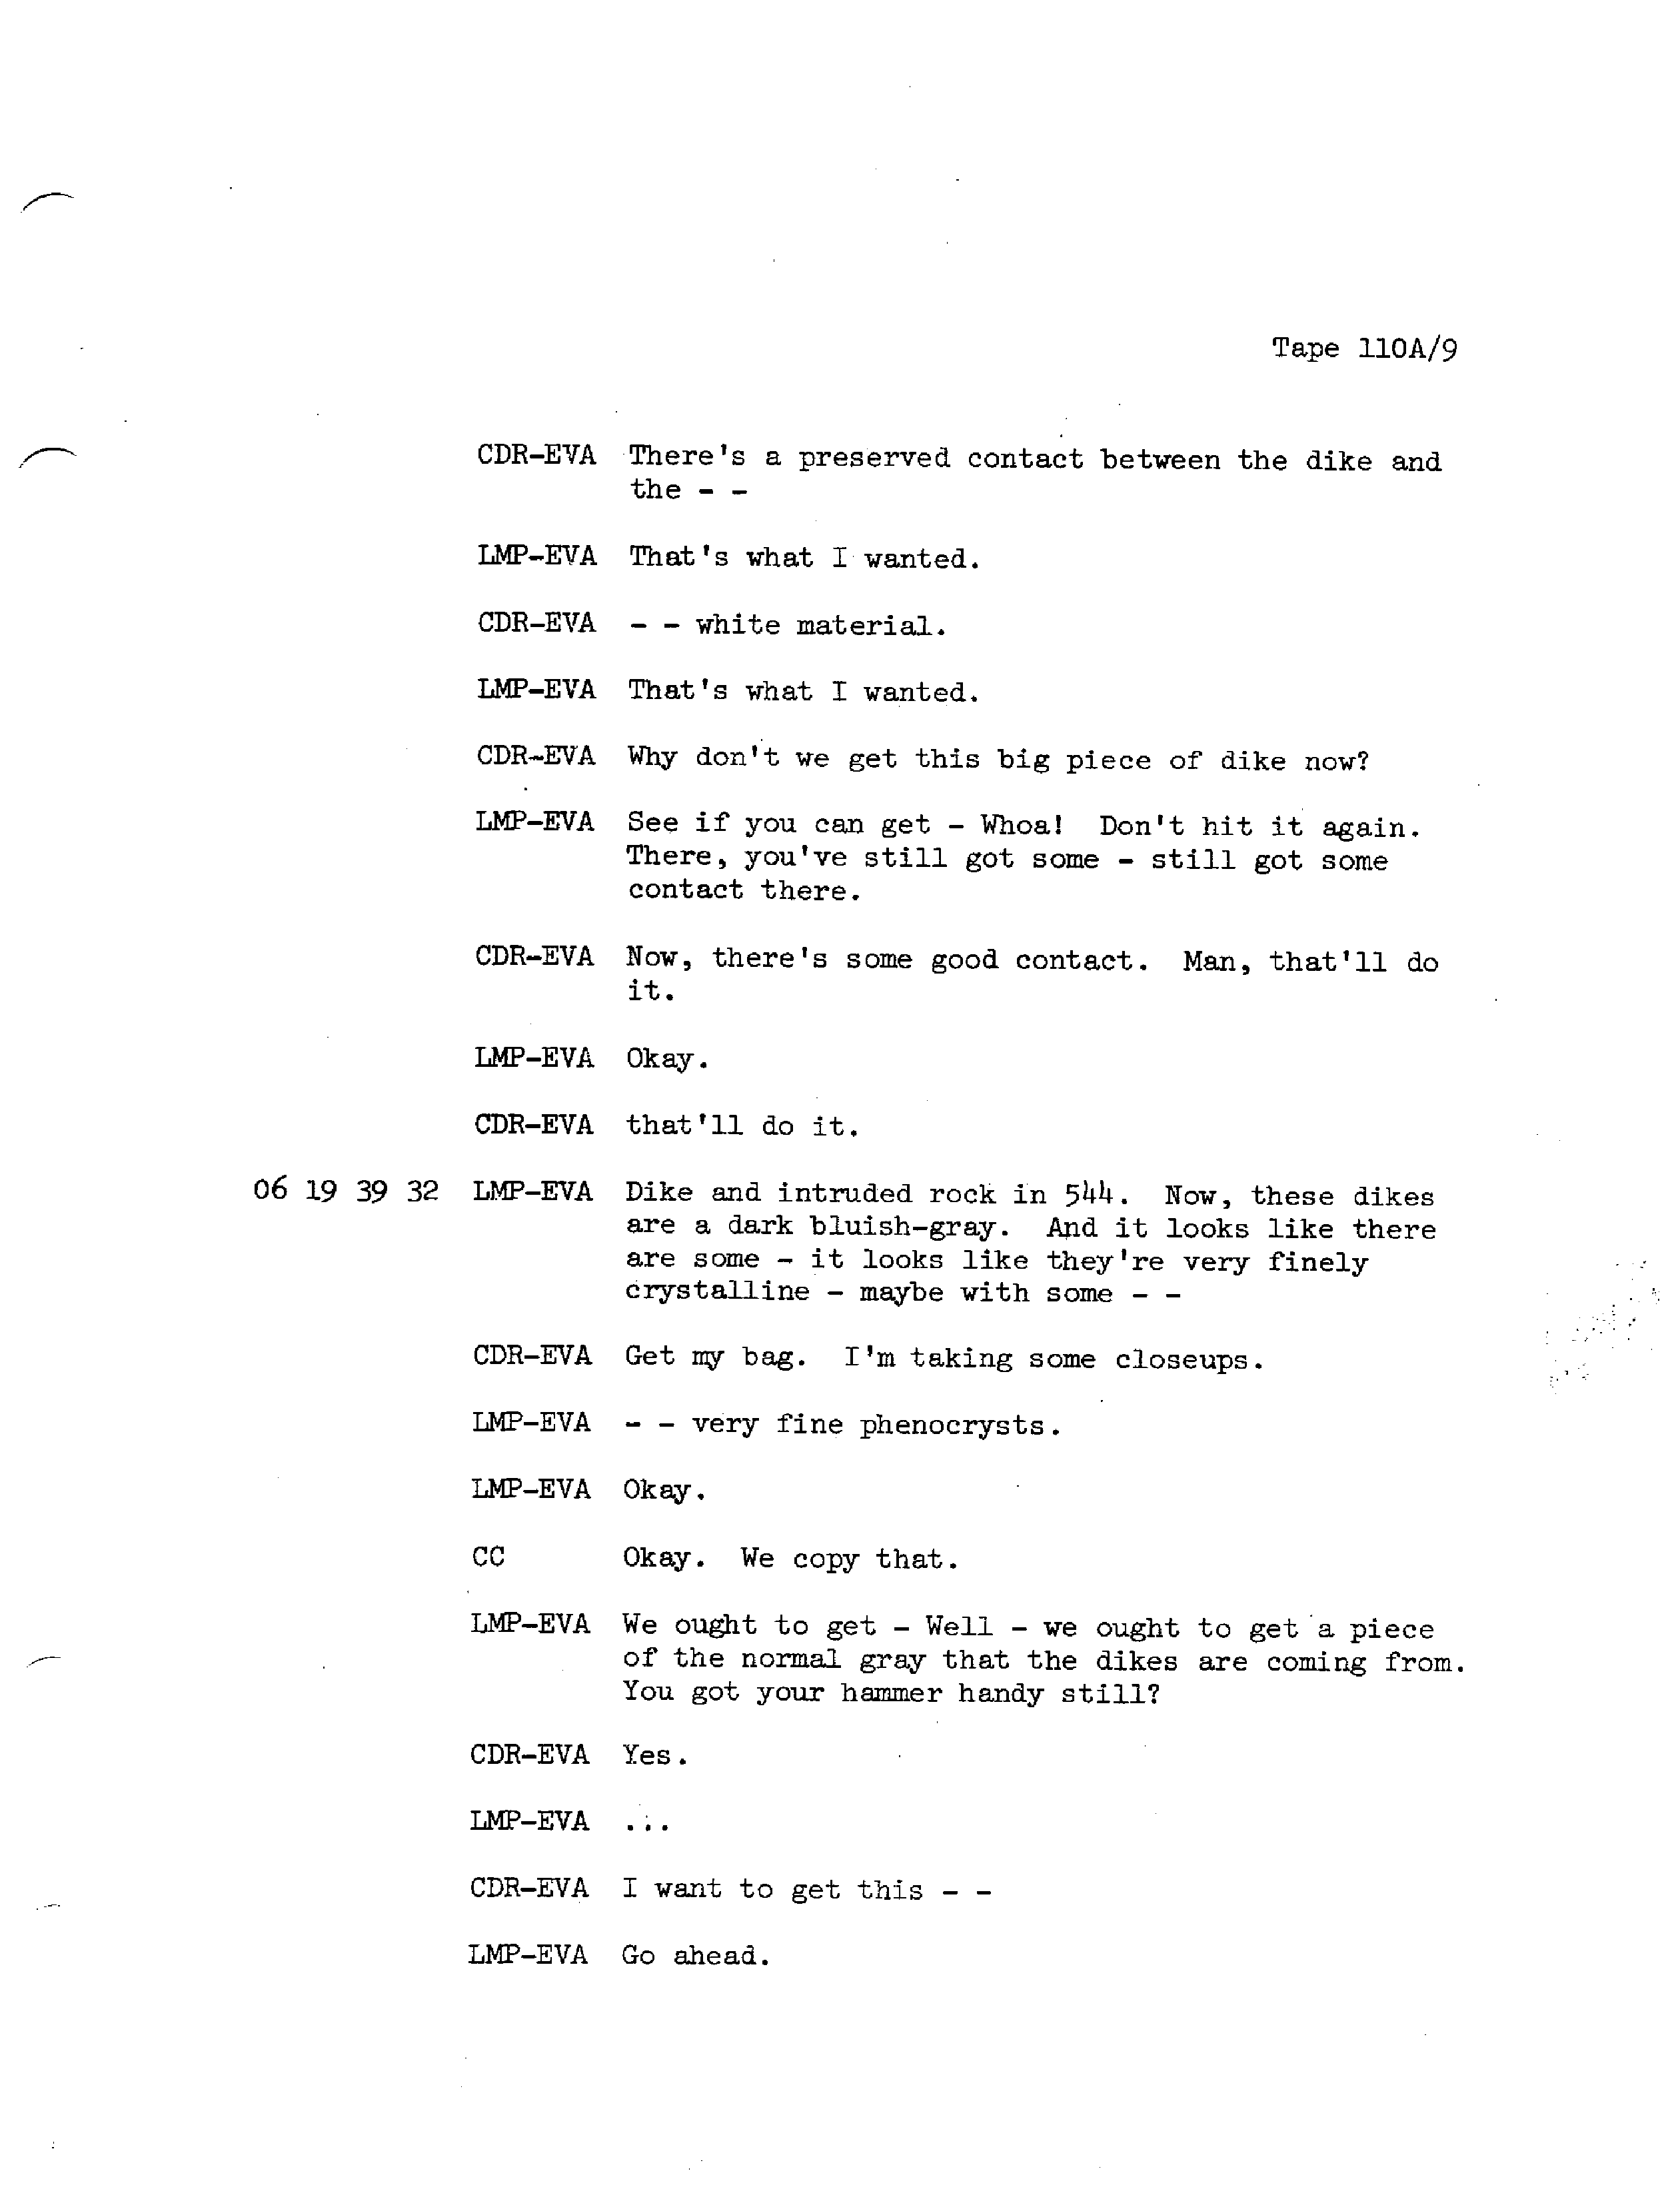 Tape 110A/9
CDR-EVA There's a preserved contact between the dike and
the - -
LMP-EVA That's what I wanted.
CDR-EVA - - white material.
LMP-EVA That's what I wanted.
CDR-EVA Why don't we get this big piece of dike now?
LMP-EVA See if you can get - Whoa! Don't hit it again.
There, you've still got some - still got some
contact there.
CDR-EVA Now, there's some good contact. Man, that'll do
it.
LMP-EVA Okay.
CDR-EVA that'll do it.
06 19 39 32 LMP-EVA Dike and intruded rock in 544. Now, these dikes
are a dark bluish-gray. And it looks like there
are some - it looks like they're very finely
crystalline - maybe with some - -
CDR-EVA Get my bag. I'm taking some closeups.
LMP-EVA - - very fine phenocrysts.
LMP-EVA Okay.
CC Okay. We copy that.
LMP-EVA We ought to get - Well - we ought to get a piece
of the normal gray that the dikes are coming from.
You got your hammer handy still?
CDR-EVA Yes.
LMP-EVA ...
CDR-EVA I want to get this - -
LMP-EVA Go ahead.